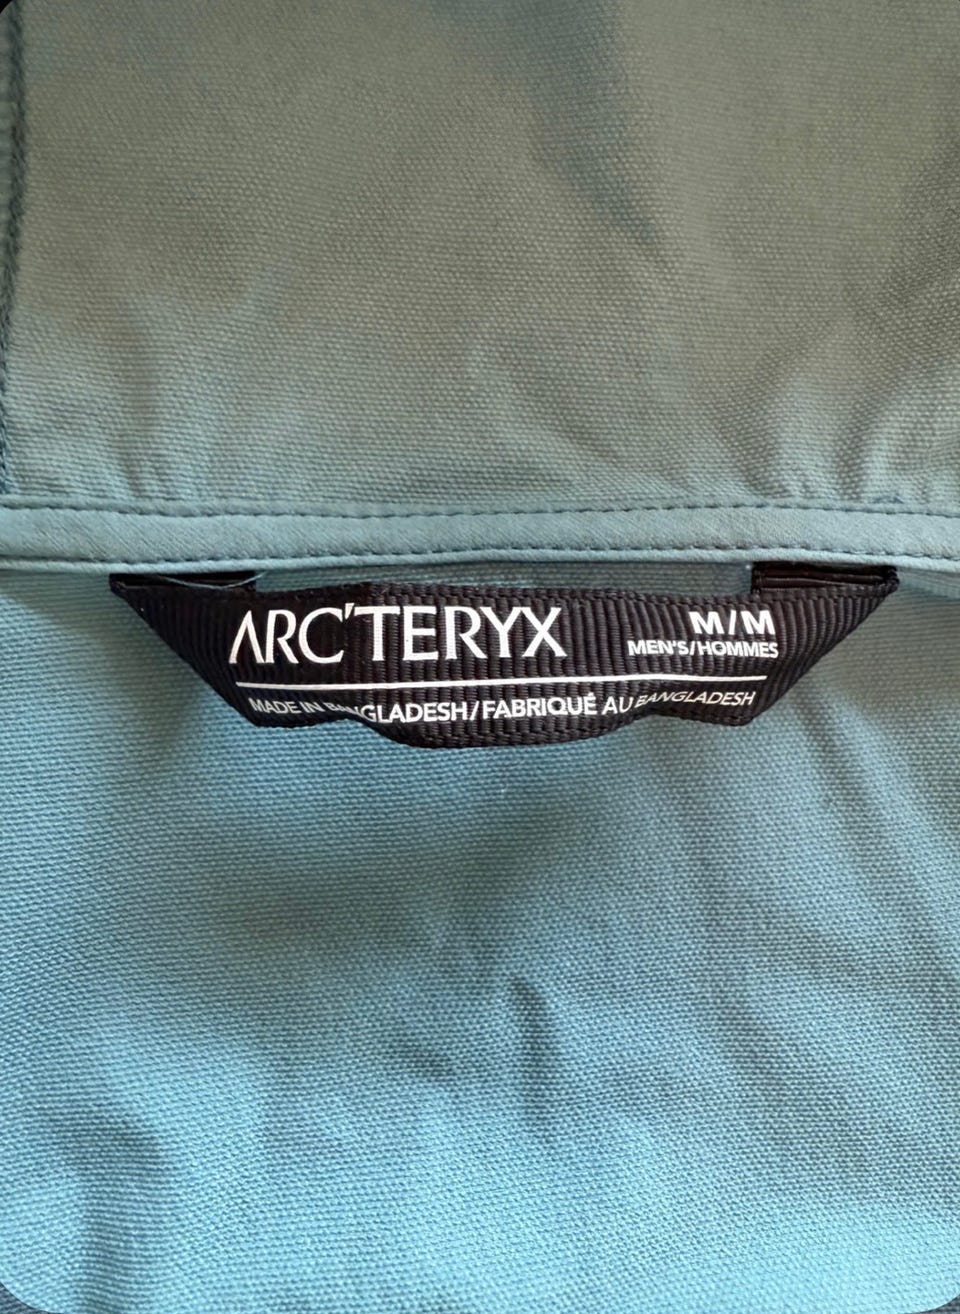 ARC'TERYX
M/M
MEN'S/HOMMES
MADE IN BANGLADESH/FABRIQUÉ AU BANGLADESH